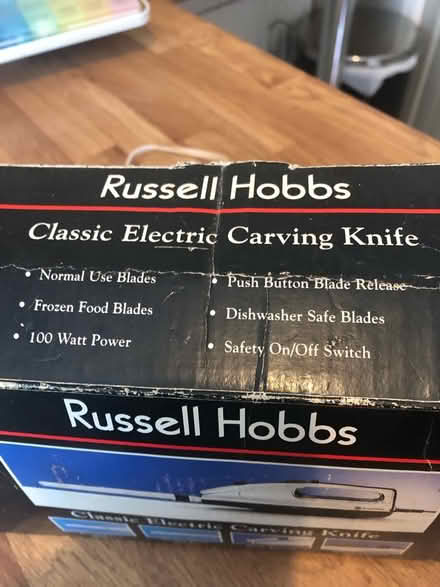 Russell Hobbs
Classic Electric Carving Knife
• Normal Use Blades
• Frozen Food Blades
• 100 Watt Power
• Push Button Blade Release
• Dishwasher Safe Blades
• Safety On/Off Switch
Russell Hobbs
Classic Electric Carving Knife